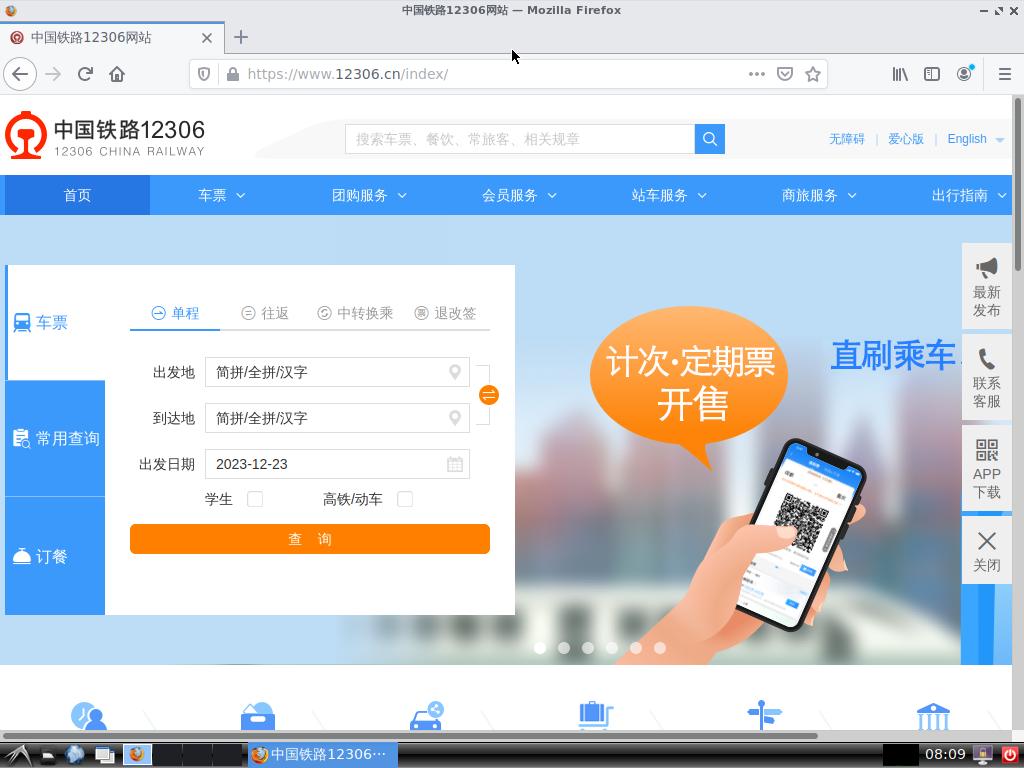 中国铁路12306网站 — Mozilla Firefox
中国铁路12306网站
https://www.12306.cn/index/
中国铁路12306
12306 CHINA RAILWAY
搜索车票、餐饮、常旅客、相关规章
无障碍 | 爱心版 | English
首页 车票 团购服务 会员服务 站车服务 商旅服务 出行指南
车票
常用查询
订餐
单程 往返 中转换乘 退改签
出发地 简拼/全拼/汉字
到达地 简拼/全拼/汉字
出发日期 2023-12-23
学生 高铁/动车
查 询
计次·定期票
开售
直刷乘车
最新
发布
联系
客服
APP
下载
关闭
中国铁路12306···
08:09